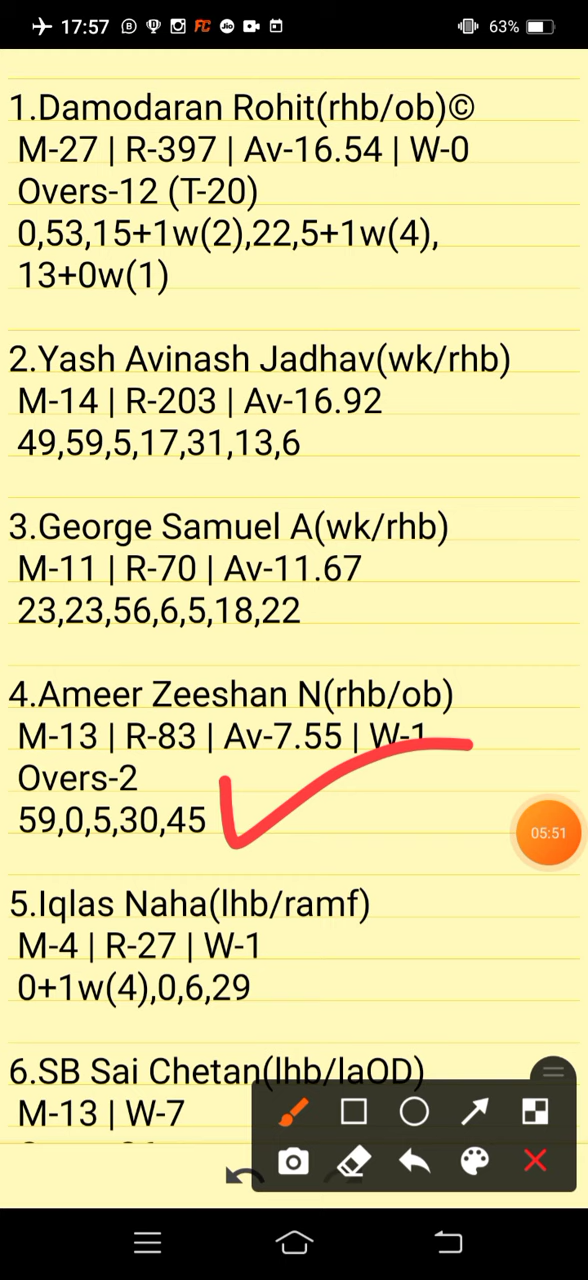 17:57
63%
1.Damodaran Rohit(rhb/ob)©
M-27 | R-397 | Av-16.54 | W-0
Overs-12 (T-20)
0,53,15+1w(2),22,5+1w(4),
13+0w(1)
2.Yash Avinash Jadhav(wk/rhb)
M-14 | R-203 | Av-16.92
49,59,5,17,31,13,6
3.George Samuel A(wk/rhb)
M-11 | R-70 | Av-11.67
23,23,56,6,5,18,22
4.Ameer Zeeshan N(rhb/ob)
M-13 | R-83 | Av-7.55 | W-1
Overs-2
59,0,5,30,45
05:51
5.Iqlas Naha(lhb/ramf)
M-4 | R-27 | W-1
0+1w(4),0,6,29
6.SB Sai Chetan(lhb/laOD)
M-13 | W-7